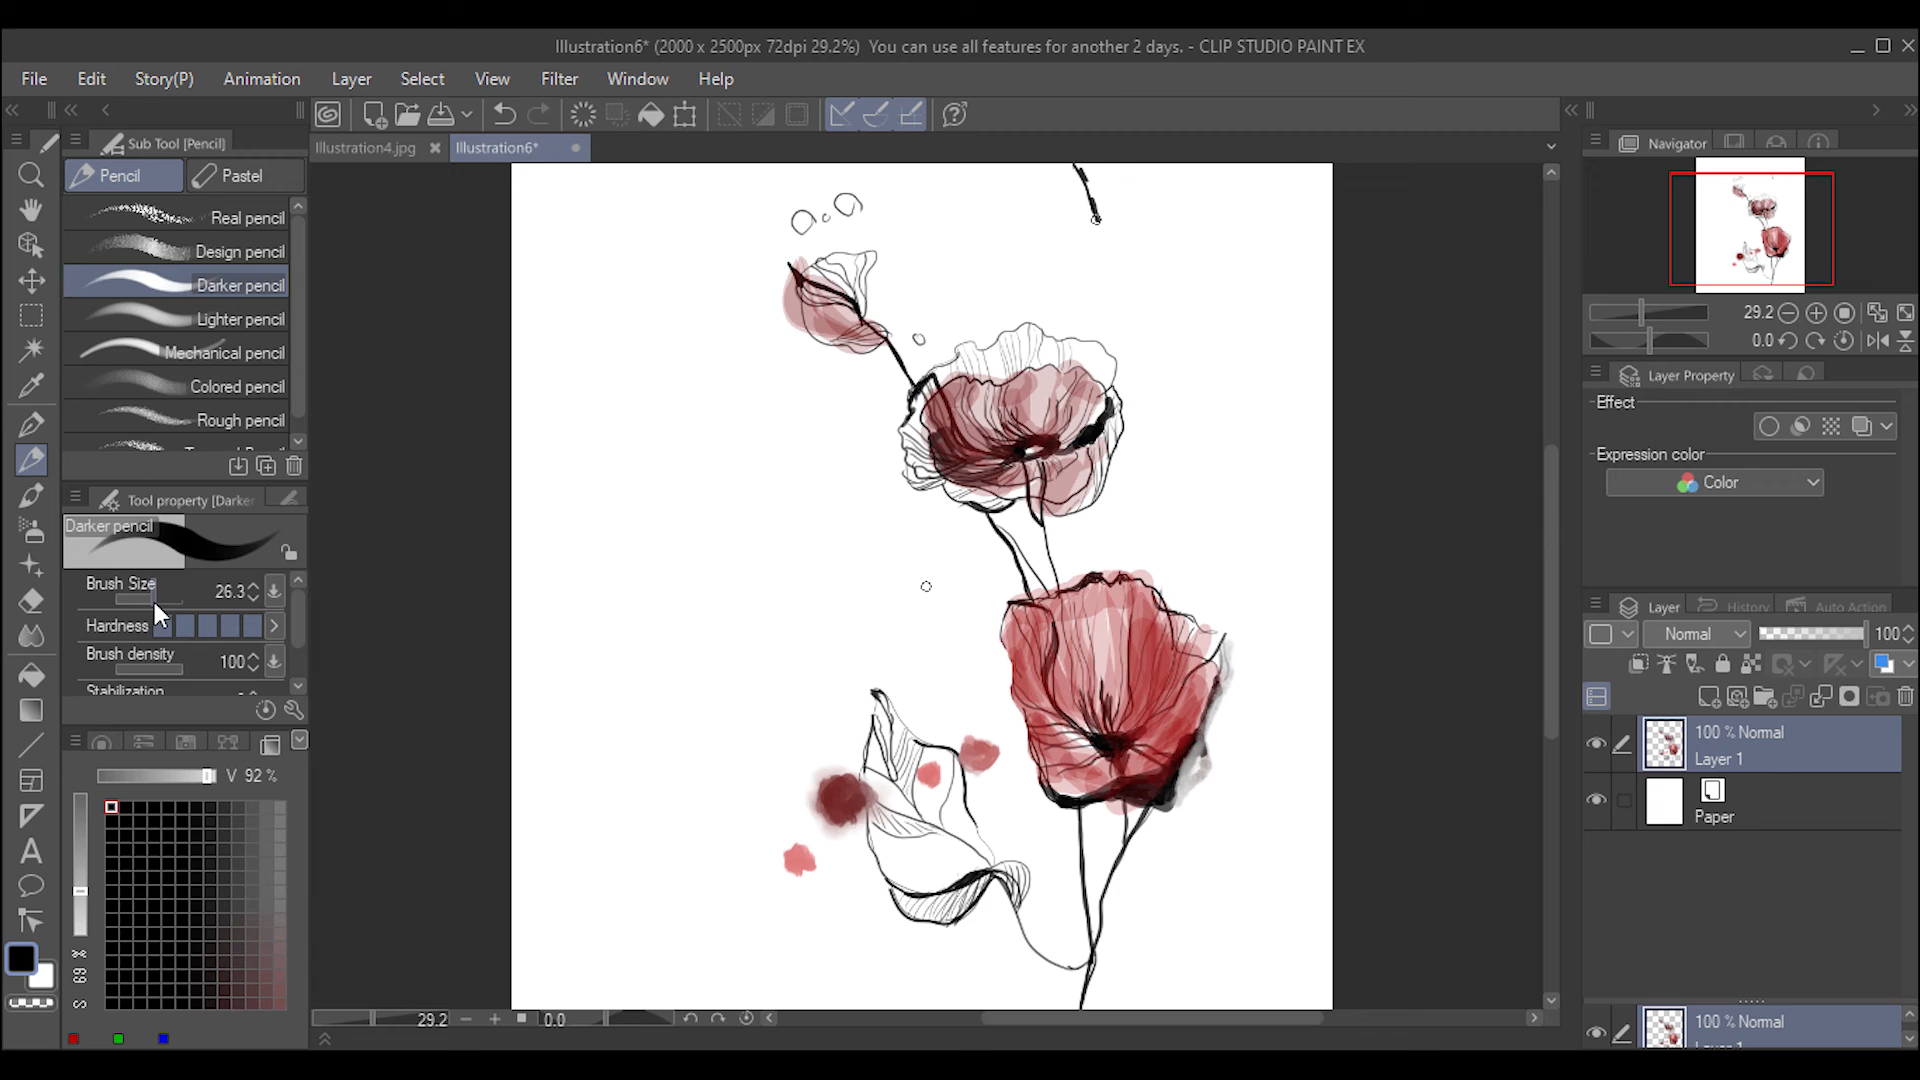 Illustration6* (2000 x 2500px 72dpi 29.2%)  You can use all features for another 2 days. - CLIP STUDIO PAINT EX
File Edit Story(P) Animation Layer Select View Filter Window Help
Sub Tool [Pencil]
Illustration4.jpg
Illustration6*
Navigator
Pencil
Pastel
Real pencil
Design pencil
Darker pencil
Lighter pencil
Mechanical pencil
Colored pencil
Rough pencil
29.2
0.0
Layer Property
Effect
Expression color
Color
Tool property [Darker
Darker pencil
Brush Size
26.3
Hardness
Brush density
100
Stabilization
Layer
History
Auto Action
Normal
100
100 % Normal
Layer 1
Paper
V 92 %
69
100 % Normal
Layer 1
29.2
0.0